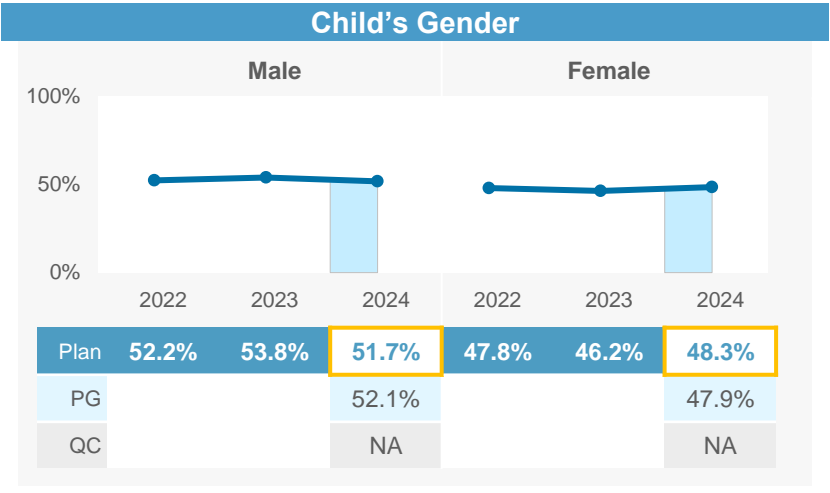 Child’s Gender
Male Female
100%
50%
0%
2022 2023 2024 2022 2023 2024
Plan 52.2% 53.8% 51.7% 47.8% 46.2% 48.3%
PG 52.1% 47.9%
QC NA NA